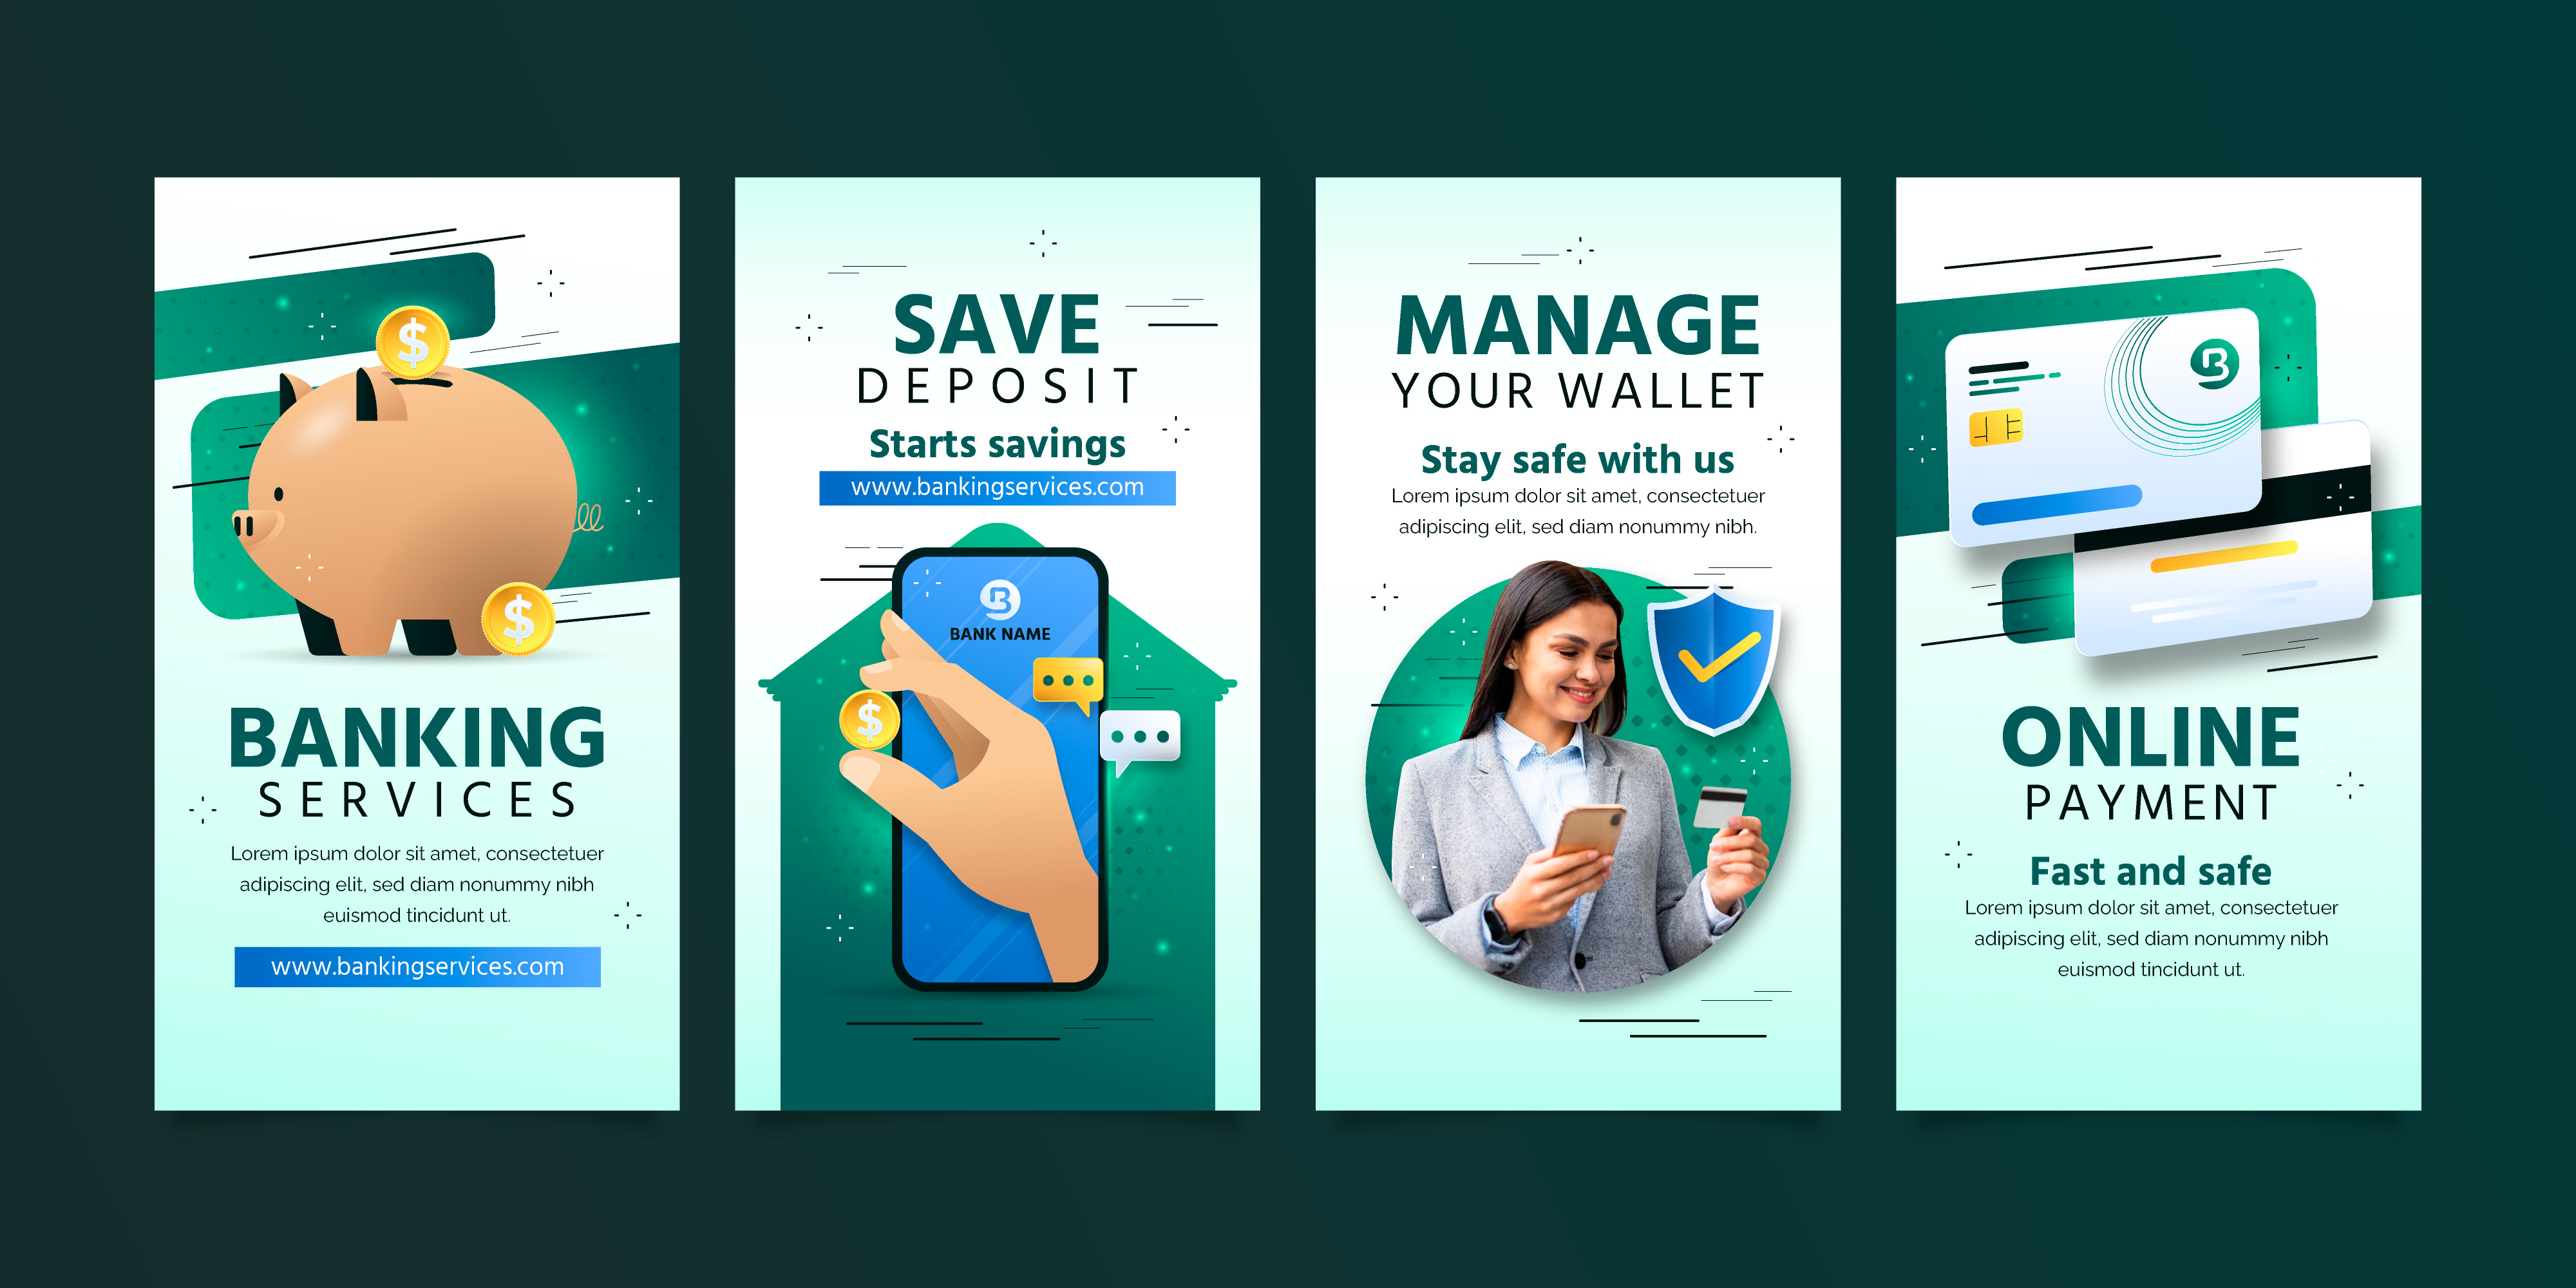 $
$
BANKING
SERVICES
Lorem ipsum dolor sit amet, consectetuer
adipiscing elit, sed diam nonummy nibh
euismod tincidunt ut.
www.bankingservices.com
SAVE
DEPOSIT
Starts savings
www.bankingservices.com
B
BANK NAME
$
MANAGE
YOUR WALLET
Stay safe with us
Lorem ipsum dolor sit amet, consectetuer
adipiscing elit, sed diam nonummy nibh.
B
ONLINE
PAYMENT
Fast and safe
Lorem ipsum dolor sit amet, consectetuer
adipiscing elit, sed diam nonummy nibh
euismod tincidunt ut.